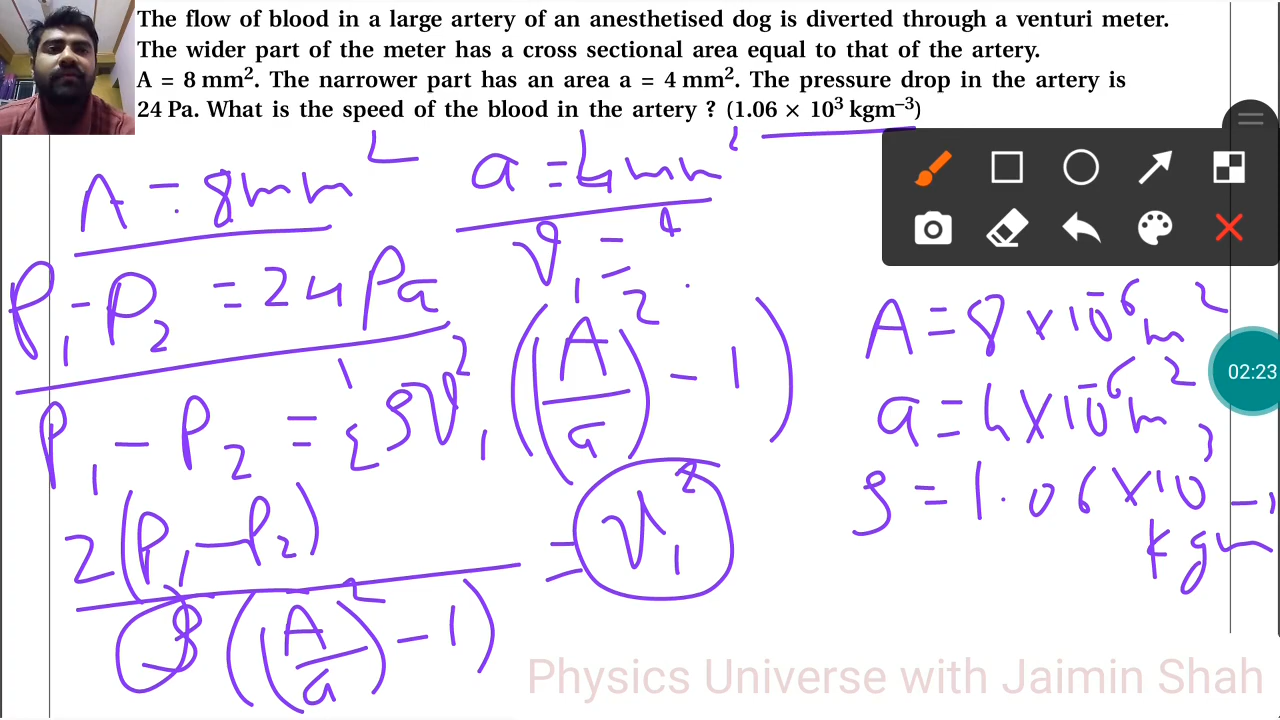 The flow of blood in a large artery of an anesthetised dog is diverted through a venturi meter.
The wider part of the meter has a cross sectional area equal to that of the artery.
A = 8 mm². The narrower part has an area a = 4 mm². The pressure drop in the artery is
24 Pa. What is the speed of the blood in the artery ? (1.06 × 10³ kgm⁻³)
A = 8mm² a = 4mm²
P₁ - P₂ = 24 Pa
V₁ = ?
P₁ - P₂ = 1/2 ρV₁² ((A/a)² - 1)
2(P₁ - P₂) / ρ((A/a)² - 1) = V₁²
A = 8 × 10⁻⁶ m²
a = 4 × 10⁻⁶ m²
ρ = 1.06 × 10³
kgm
02:23
Physics Universe with Jaimin Shah